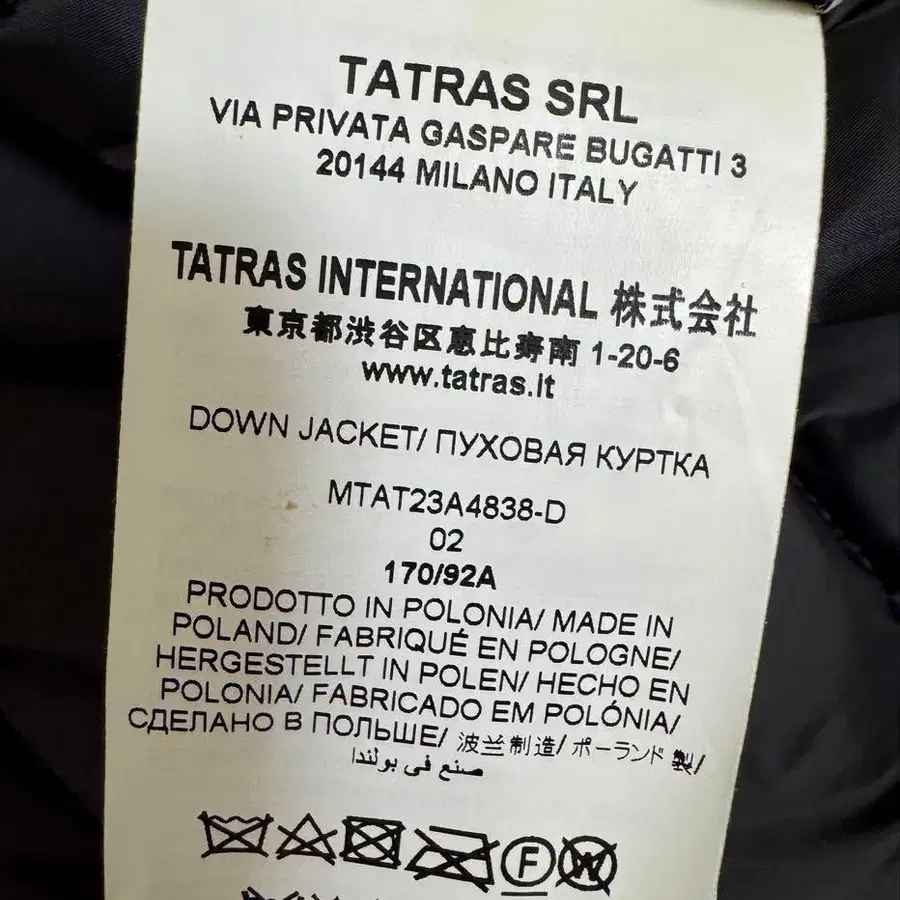 TATRAS SRL
VIA PRIVATA GASPARE BUGATTI 3
20144 MILANO ITALY
TATRAS INTERNATIONAL 株式会社
東京都渋谷区恵比寿南 1-20-6
www.tatras.it
DOWN JACKET/ ПУХОВАЯ КУРТКА
MTAT23A4838-D
02
170/92A
PRODOTTO IN POLONIA/ MADE IN
POLAND/ FABRIQUÉ EN POLOGNE/
HERGESTELLT IN POLEN/ HECHO EN
POLONIA/ FABRICADO EM POLÓNIA/
СДЕЛАНО В ПОЛЬШЕ/ 波兰制造/ ポーランド 製/
صنع في بولندا
F
W